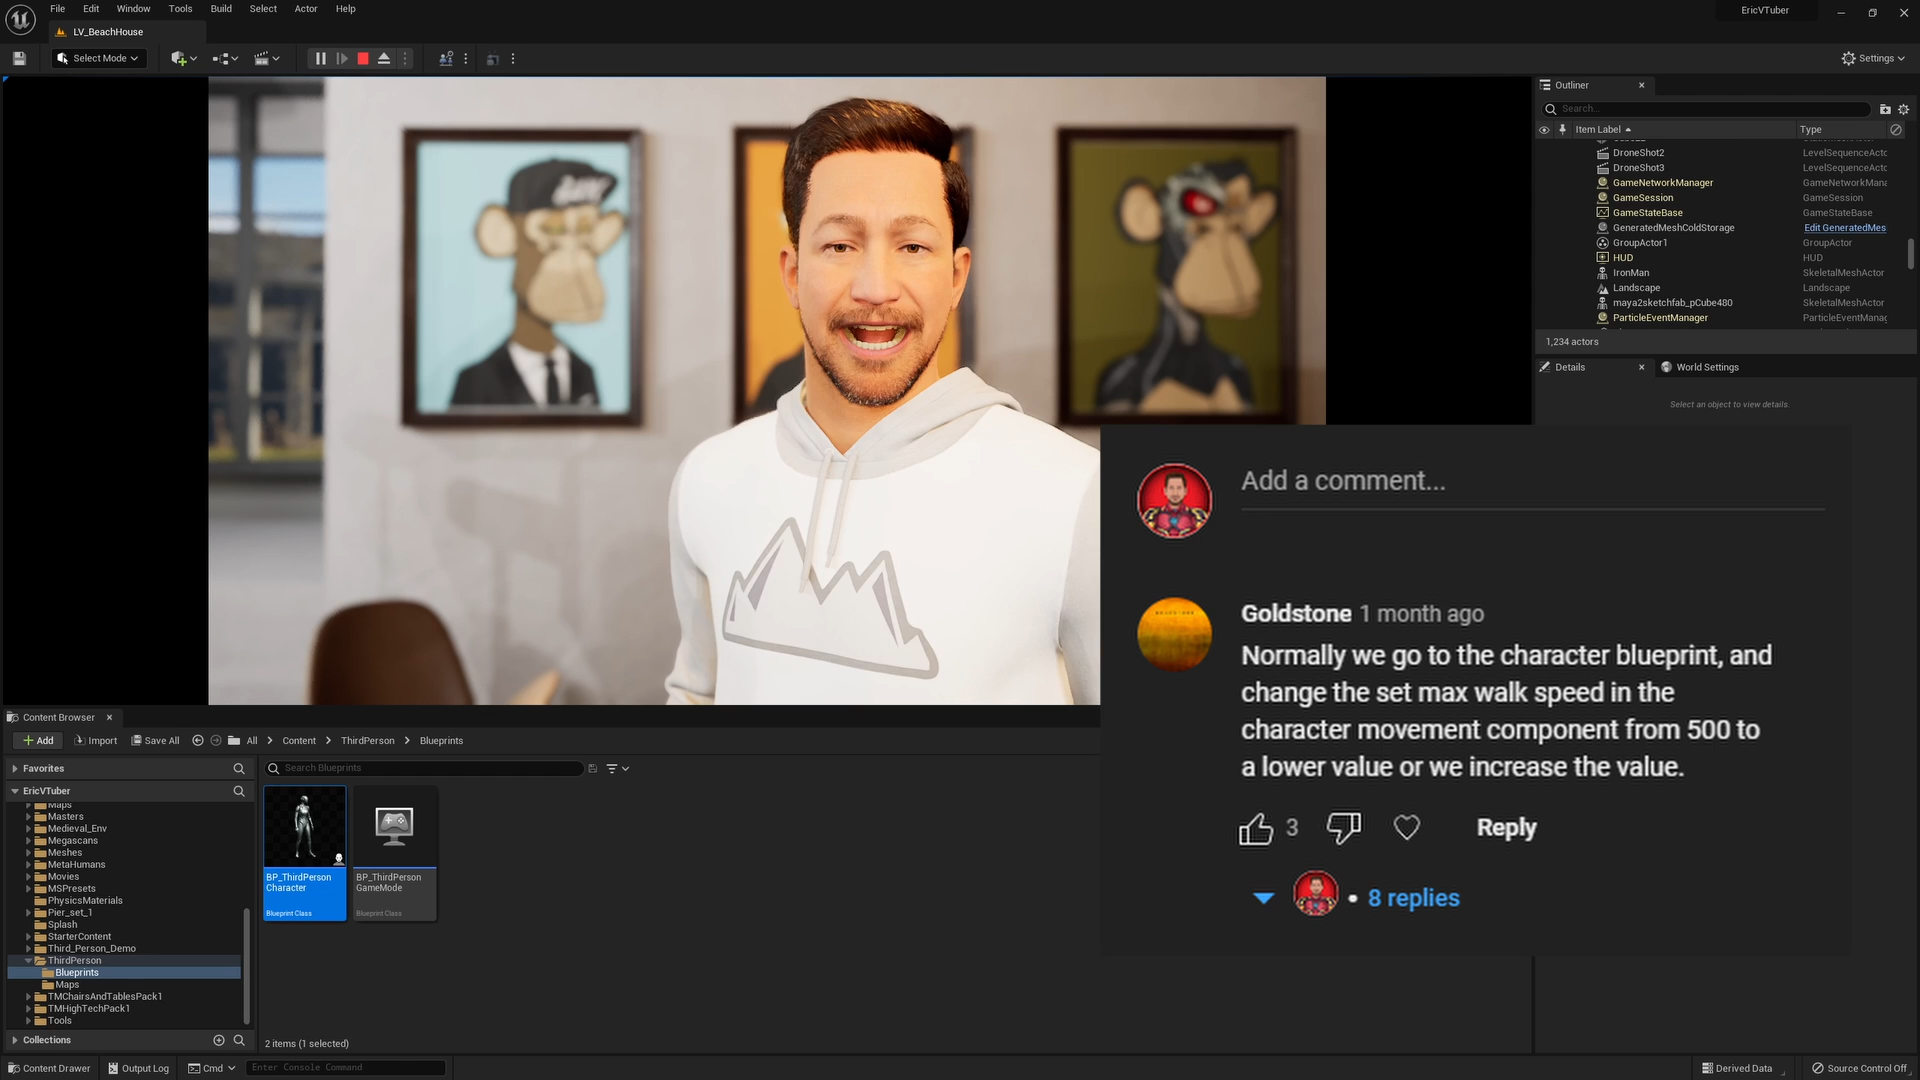 File Edit Window Tools Build Select Actor Help
EricVTuber
LV_BeachHouse
Select Mode
Settings
Outliner
Search...
Item Label Type
DroneShot2 LevelSequenceActo
DroneShot3 LevelSequenceActo
GameNetworkManager GameNetworkMana
GameSession GameSession
GameStateBase GameStateBase
GeneratedMeshColdStorage Edit GeneratedMes
GroupActor1 GroupActor
HUD HUD
IronMan SkeletalMeshActor
Landscape Landscape
maya2sketchfab_pCube480 SkeletalMeshActor
ParticleEventManager ParticleEventManag
1,234 actors
Details World Settings
Select an object to view details.
Add a comment...
Goldstone 1 month ago
Normally we go to the character blueprint, and
change the set max walk speed in the
character movement component from 500 to
a lower value or we increase the value.
3 Reply
8 replies
Content Browser
Add Import Save All All Content ThirdPerson Blueprints
Favorites
Search Blueprints
EricVTuber
Maps
Masters
Medieval_Env
Megascans
Meshes
MetaHumans
Movies
MSPresets
PhysicsMaterials
Pier_set_1
Splash
StarterContent
Third_Person_Demo
ThirdPerson
Blueprints
Maps
TMChairsAndTablesPack1
TMHighTechPack1
Tools
Collections
BP_ThirdPerson
Character
Blueprint Class
BP_ThirdPerson
GameMode
Blueprint Class
2 items (1 selected)
Content Drawer Output Log Cmd Enter Console Command
Derived Data Source Control Off